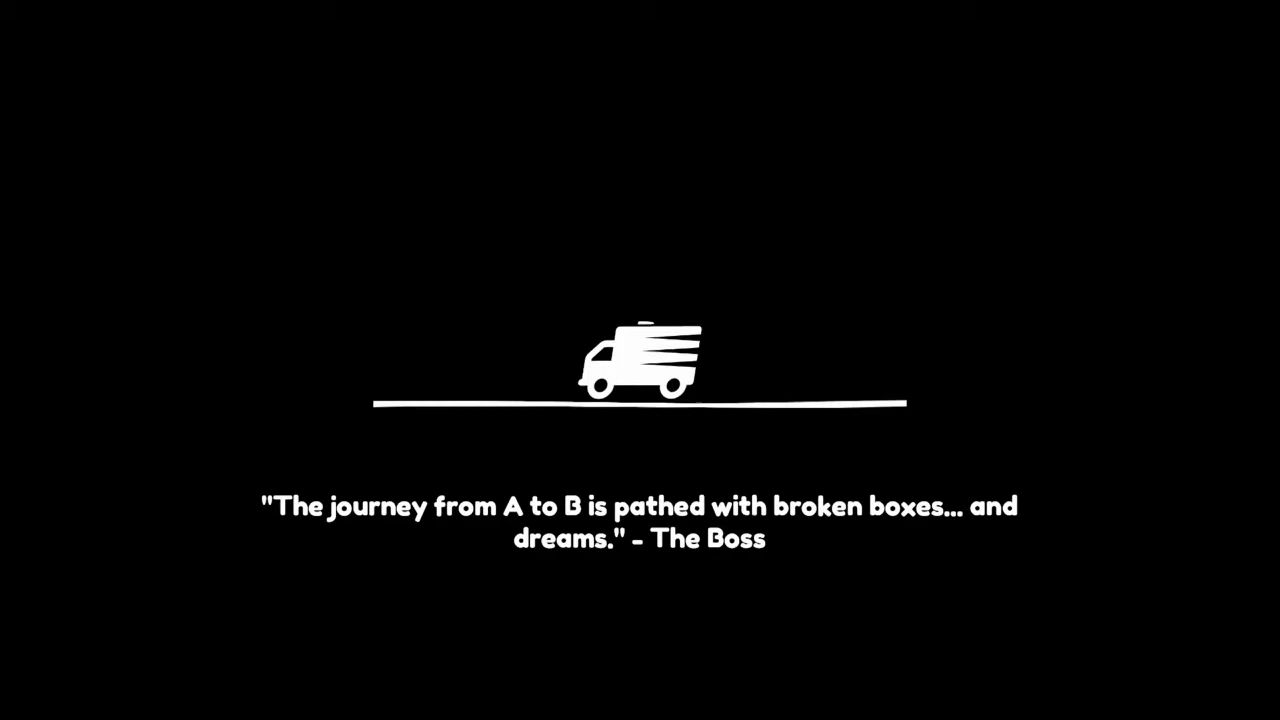 "The journey from A to B is pathed with broken boxes... and
dreams." - The Boss